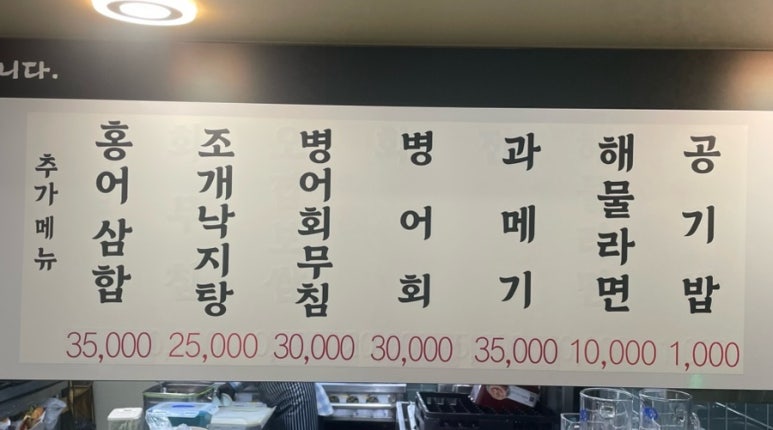 니다.
추가메뉴
홍어삼합
35,000
조개낙지탕
25,000
병어회무침
30,000
병어회
30,000
과메기
35,000
해물라면
10,000
공기밥
1,000